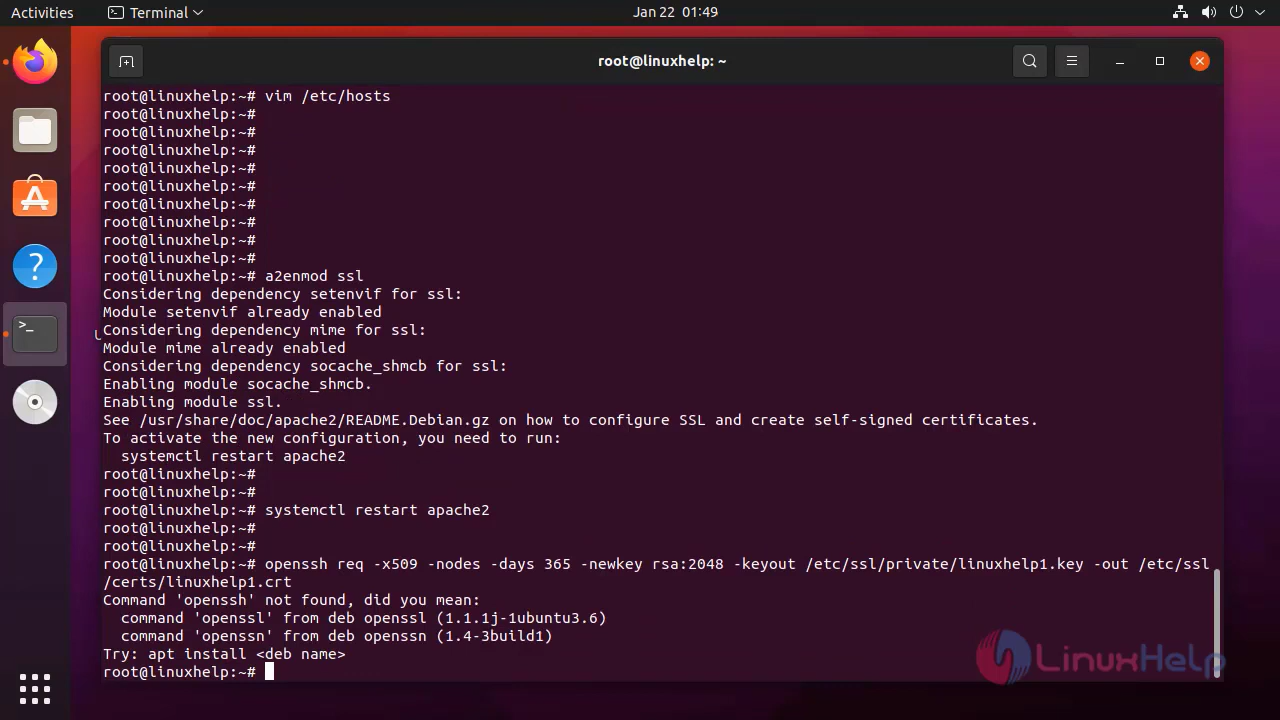 Activities
Terminal
Jan 22 01:49
root@linuxhelp: ~
root@linuxhelp:~# vim /etc/hosts
root@linuxhelp:~#
root@linuxhelp:~#
root@linuxhelp:~#
root@linuxhelp:~#
root@linuxhelp:~#
root@linuxhelp:~#
root@linuxhelp:~#
root@linuxhelp:~#
root@linuxhelp:~#
root@linuxhelp:~# a2enmod ssl
Considering dependency setenvif for ssl:
Module setenvif already enabled
Considering dependency mime for ssl:
Module mime already enabled
Considering dependency socache_shmcb for ssl:
Enabling module socache_shmcb.
Enabling module ssl.
See /usr/share/doc/apache2/README.Debian.gz on how to configure SSL and create self-signed certificates.
To activate the new configuration, you need to run:
  systemctl restart apache2
root@linuxhelp:~#
root@linuxhelp:~#
root@linuxhelp:~# systemctl restart apache2
root@linuxhelp:~#
root@linuxhelp:~#
root@linuxhelp:~# openssh req -x509 -nodes -days 365 -newkey rsa:2048 -keyout /etc/ssl/private/linuxhelp1.key -out /etc/ssl
/certs/linuxhelp1.crt
Command 'openssh' not found, did you mean:
  command 'openssl' from deb openssl (1.1.1j-1ubuntu3.6)
  command 'openssn' from deb openssn (1.4-3build1)
Try: apt install <deb name>
root@linuxhelp:~#
LinuxHelp